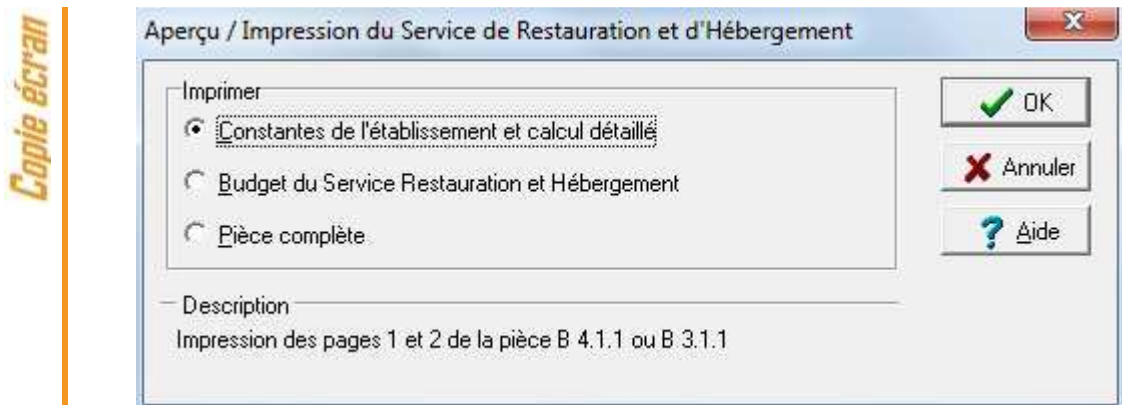 Copie écran
Aperçu / Impression du Service de Restauration et d'Hébergement
Imprimer
Constantes de l'établissement et calcul détaillé
Budget du Service Restauration et Hébergement
Pièce complète
OK
Annuler
Aide
Description
Impression des pages 1 et 2 de la pièce B 4.1.1 ou B 3.1.1